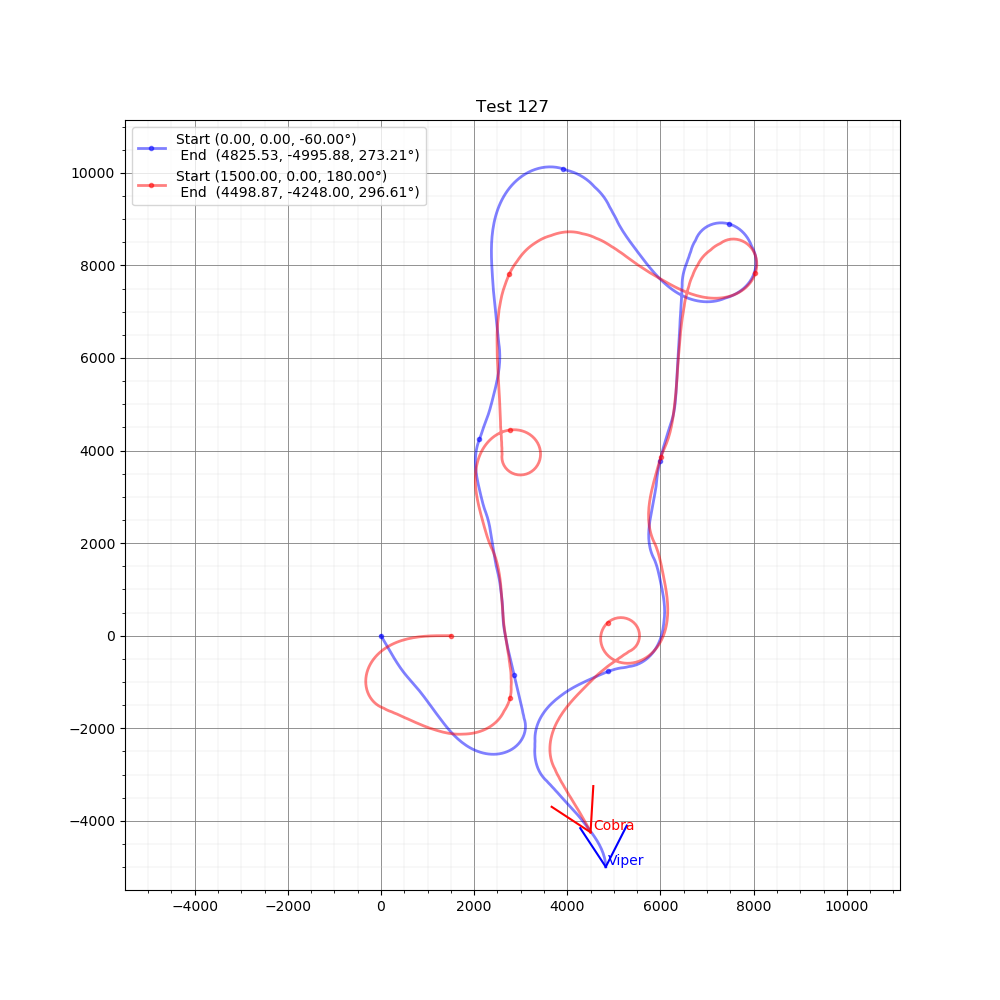 Test 127
Start (0.00, 0.00, -60.00°)
End (4825.53, -4995.88, 273.21°)
Start (1500.00, 0.00, 180.00°)
End (4498.87, -4248.00, 296.61°)
10000
8000
6000
4000
2000
0
−2000
−4000
Cobra
Viper
−4000 −2000 0 2000 4000 6000 8000 10000